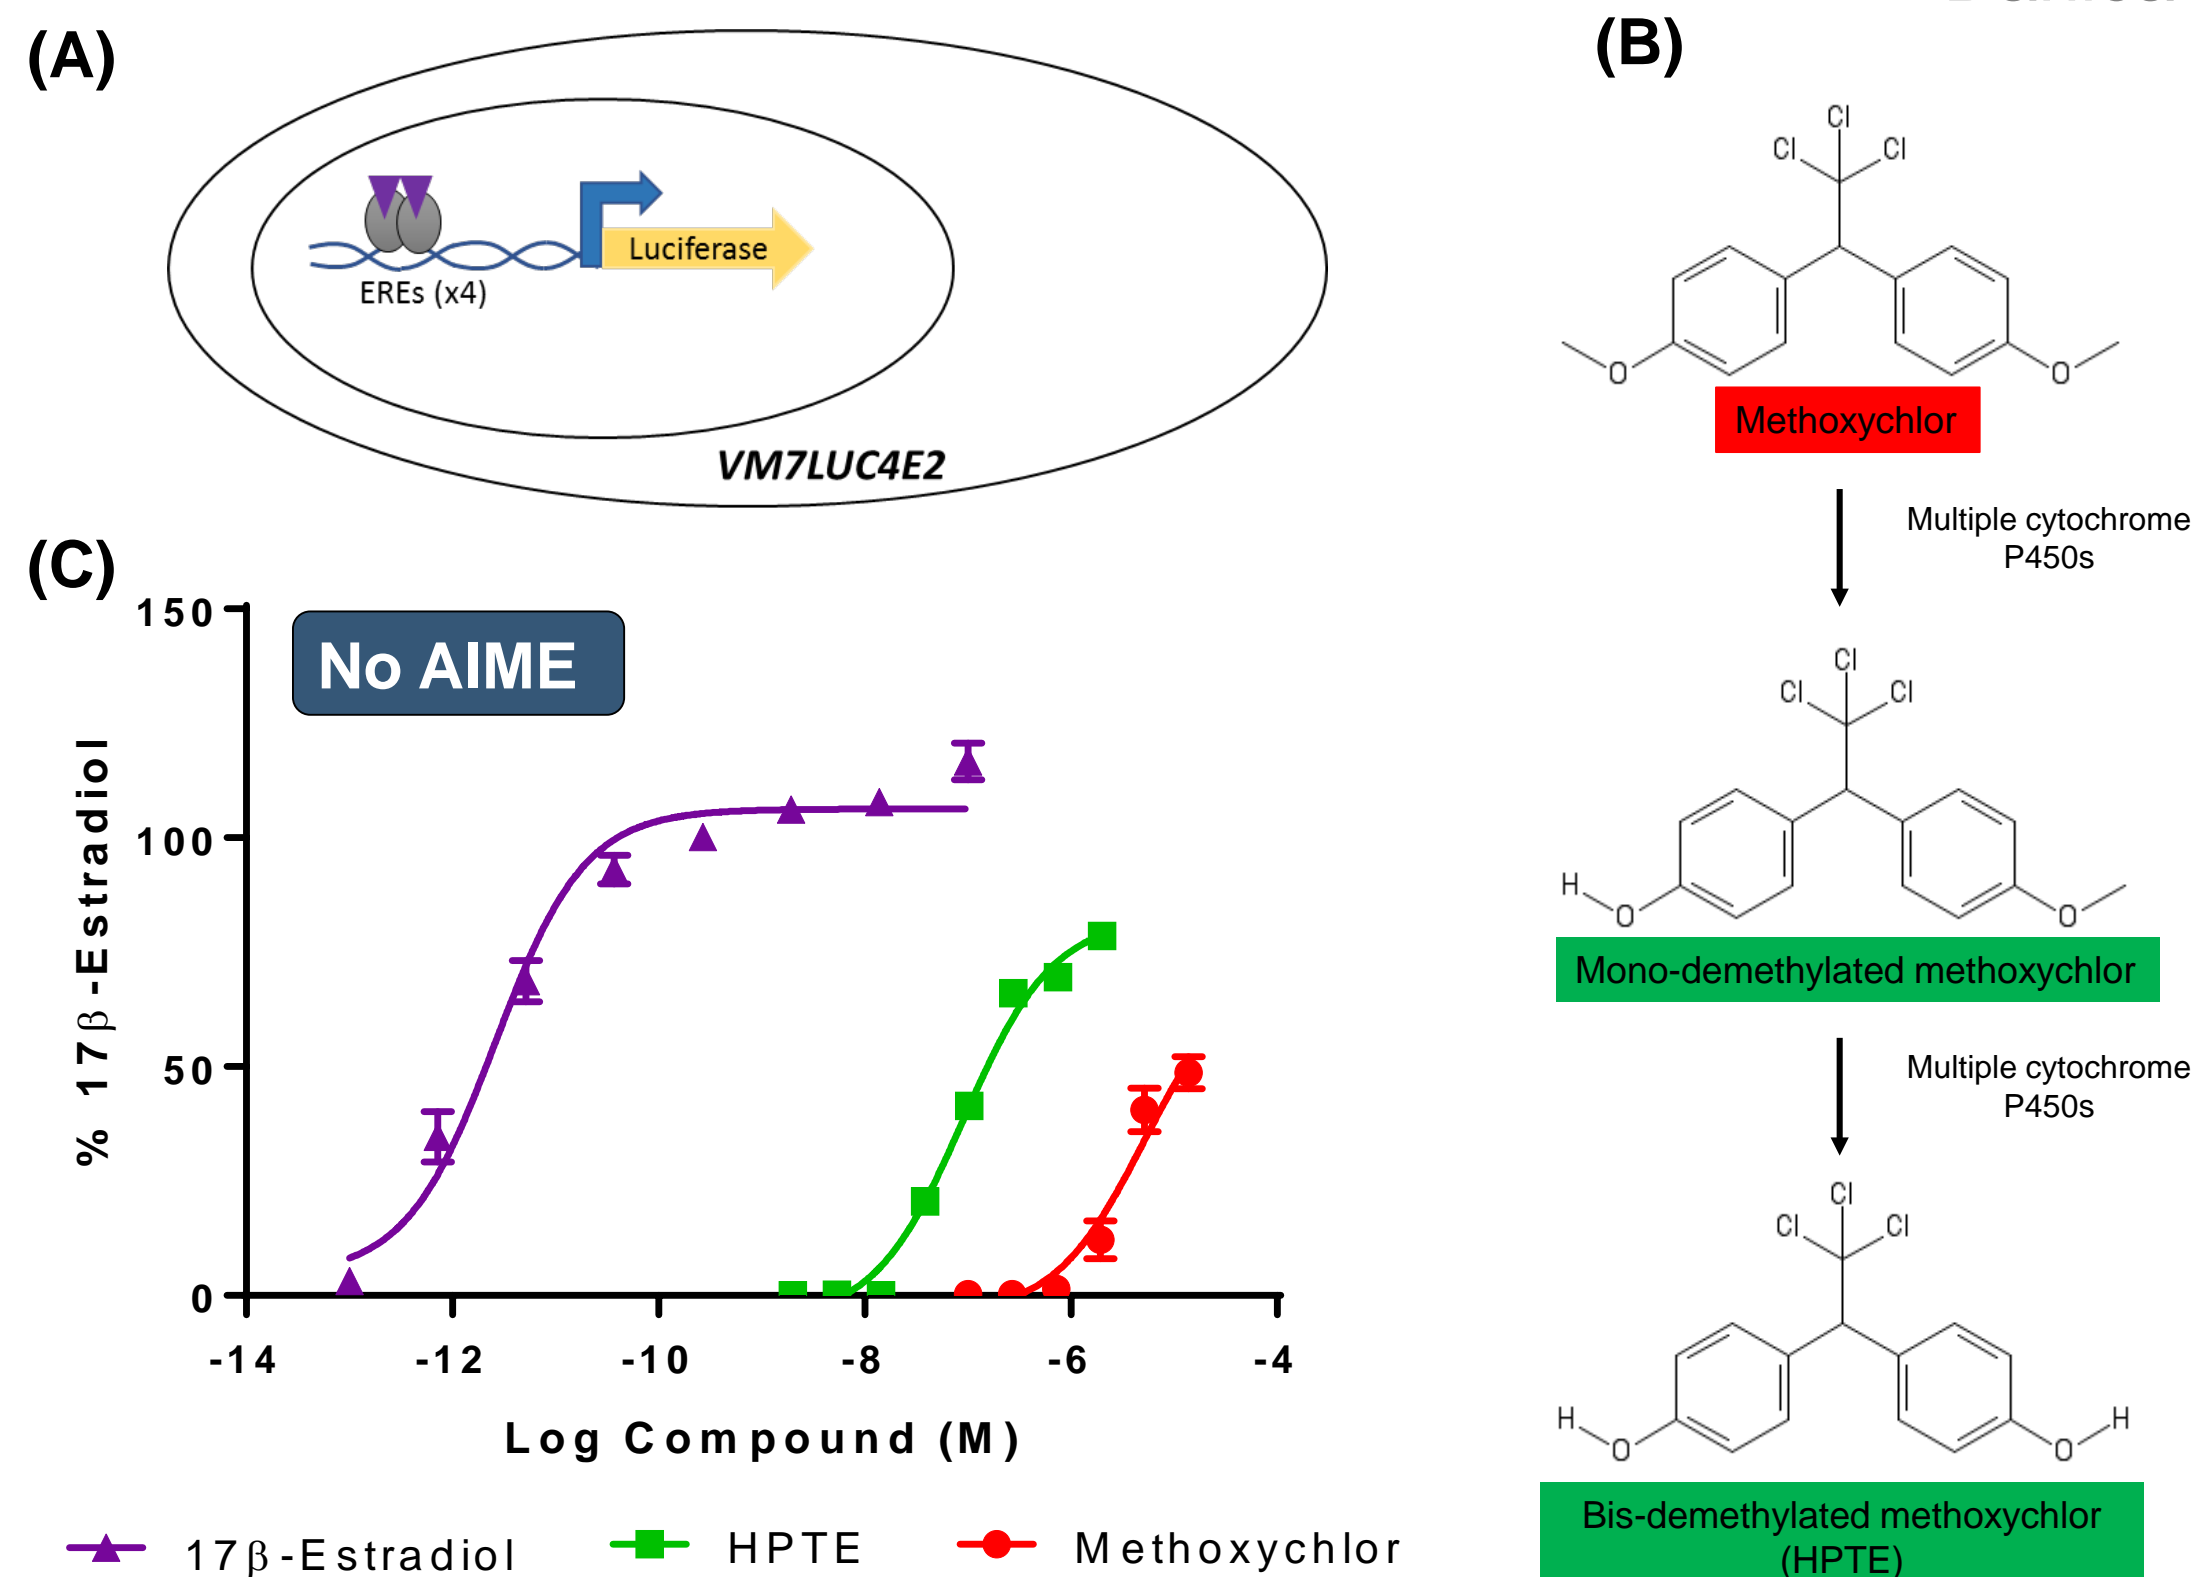 (A)
EREs (x4)
Luciferase
VM7LUC4E2
(B)
Cl
Cl
Cl
O
O
Methoxychlor
Multiple cytochrome
P450s
Cl
Cl
Cl
H
O
O
Mono-demethylated methoxychlor
Multiple cytochrome
P450s
Cl
Cl
Cl
H
O
O
H
Bis-demethylated methoxychlor
(HPTE)
(C)
No AIME
% 17β-Estradiol
150
100
50
0
-14 -12 -10 -8 -6 -4
Log Compound (M)
17β-Estradiol HPTE Methoxychlor